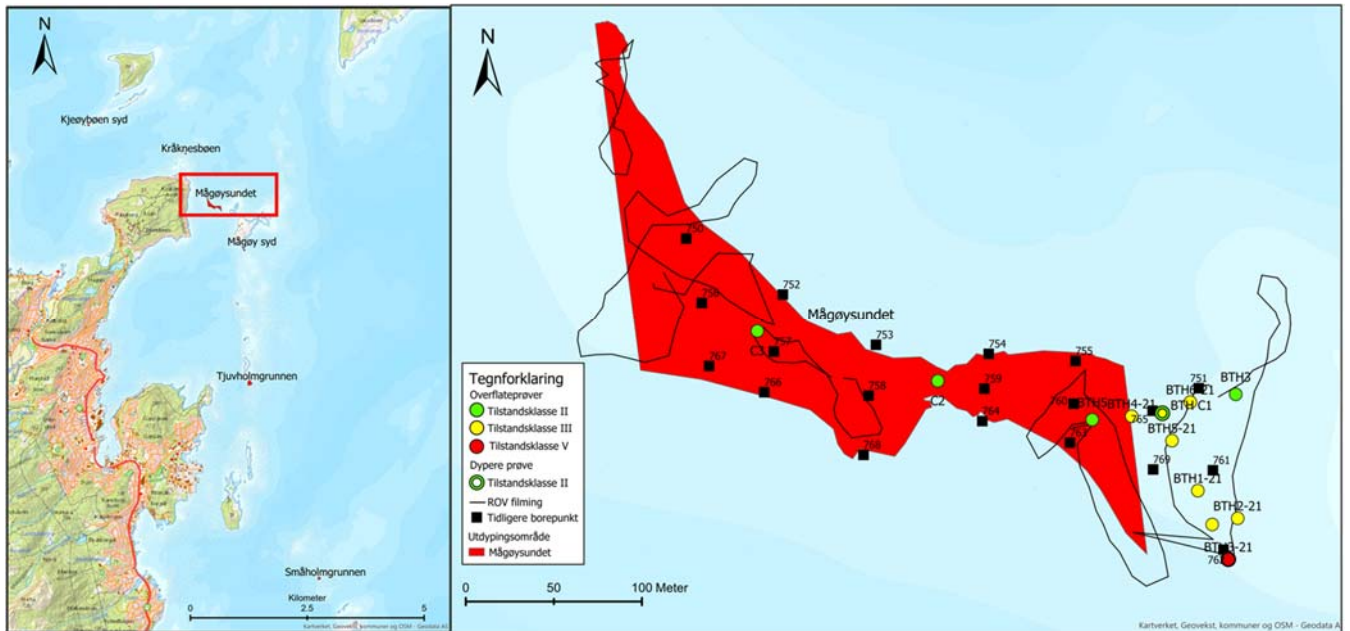 N
Kjeøybøen syd
Kråknesbøen
Mågøysundet
Mågøy syd
Tjuvholmgrunnen
Småholmgrunnen
Kilometer
0 2.5 5
Kartverket, Geovekst, kommuner og OSM - Geodata AS
N
750
752
756
Mågøysundet
753
C3
757
754
755
767
766
758
C2
759
760
BTH5
BTH4-21
BTH6-21
751
BTH3
764
765
BTH C1
763
BTH5-21
768
769
761
BTH1-21
BTH2-21
BTH3-21
762
Tegnforklaring
Overflateprøver
Tilstandsklasse II
Tilstandsklasse III
Tilstandsklasse V
Dypere prøve
Tilstandsklasse II
ROV filming
Tidligere borepunkt
Utdypingsområde
Mågøysundet
0 50 100 Meter
Kartverket, Geovekst, kommuner og OSM - Geodata A